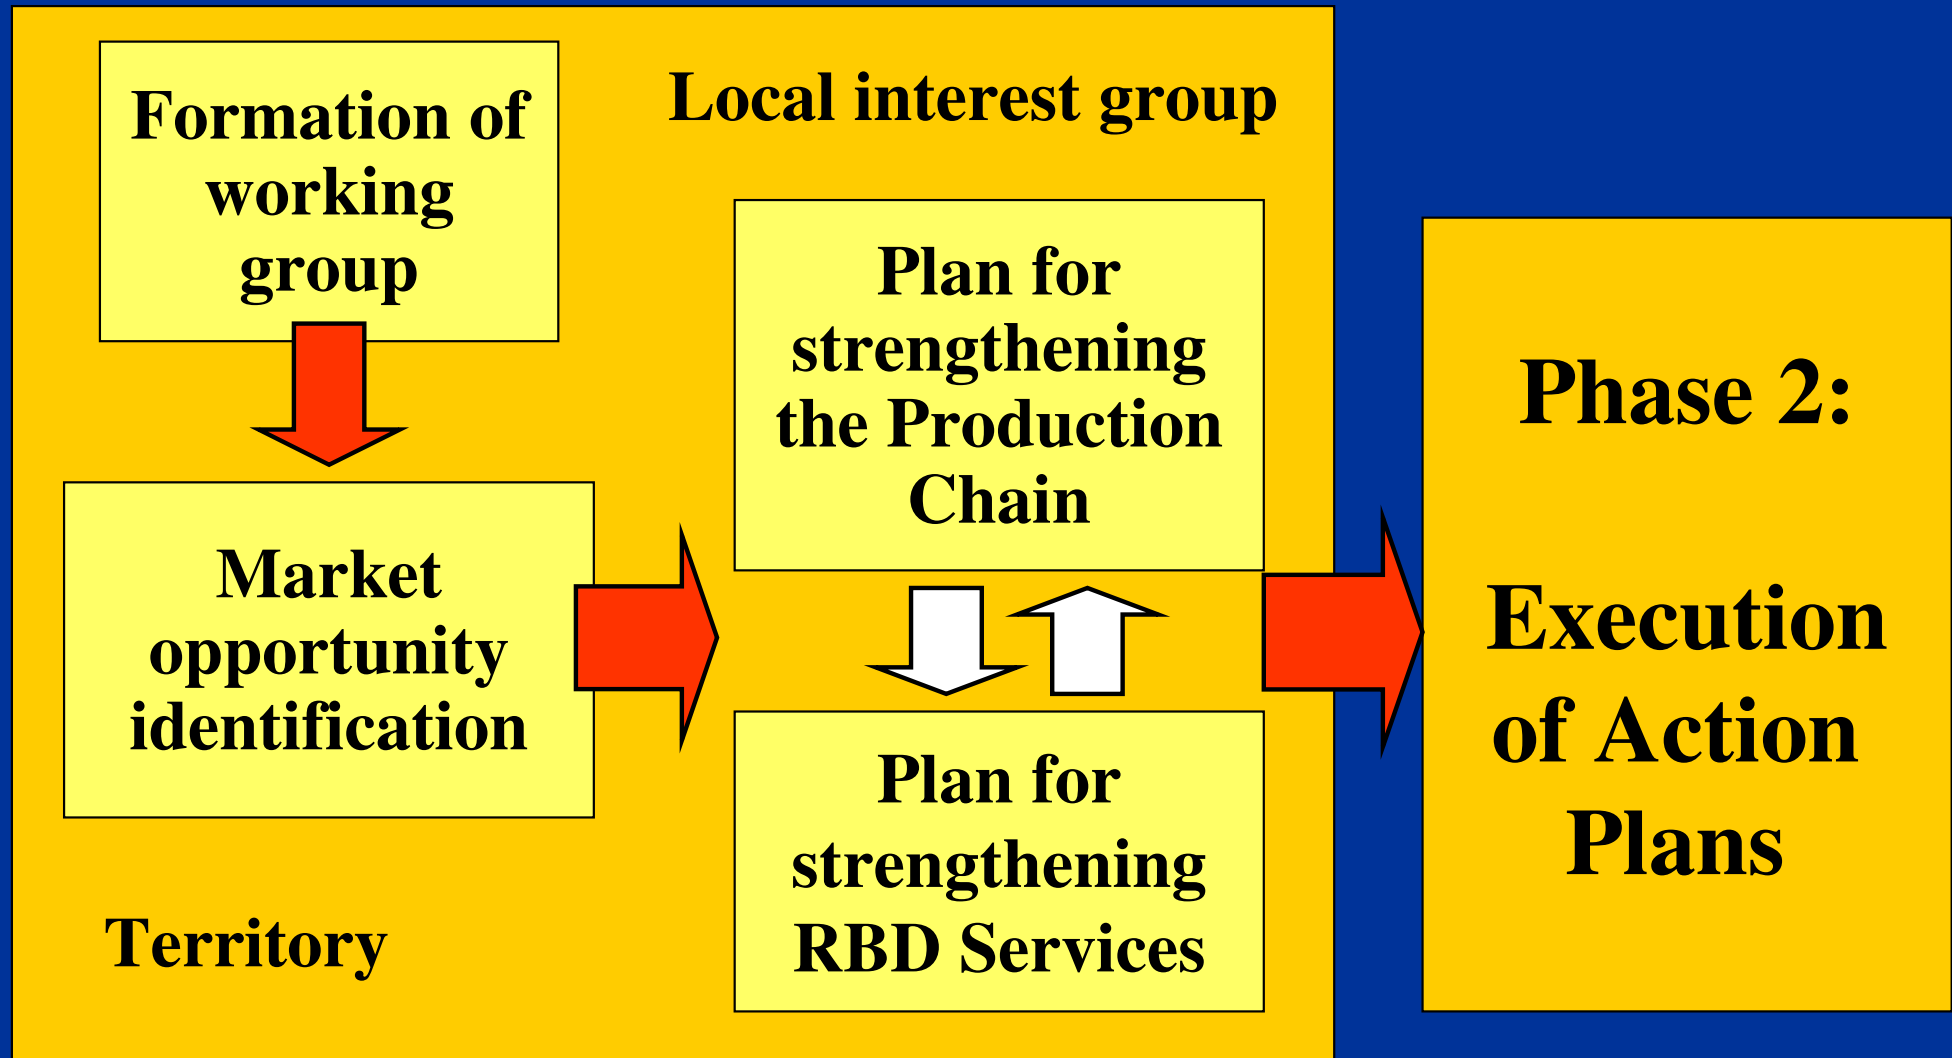 Formation of
working
group
Local interest group
Plan for
strengthening
the Production
Chain
Market
opportunity
identification
Plan for
strengthening
RBD Services
Territory
Phase 2:
Execution
of Action
Plans